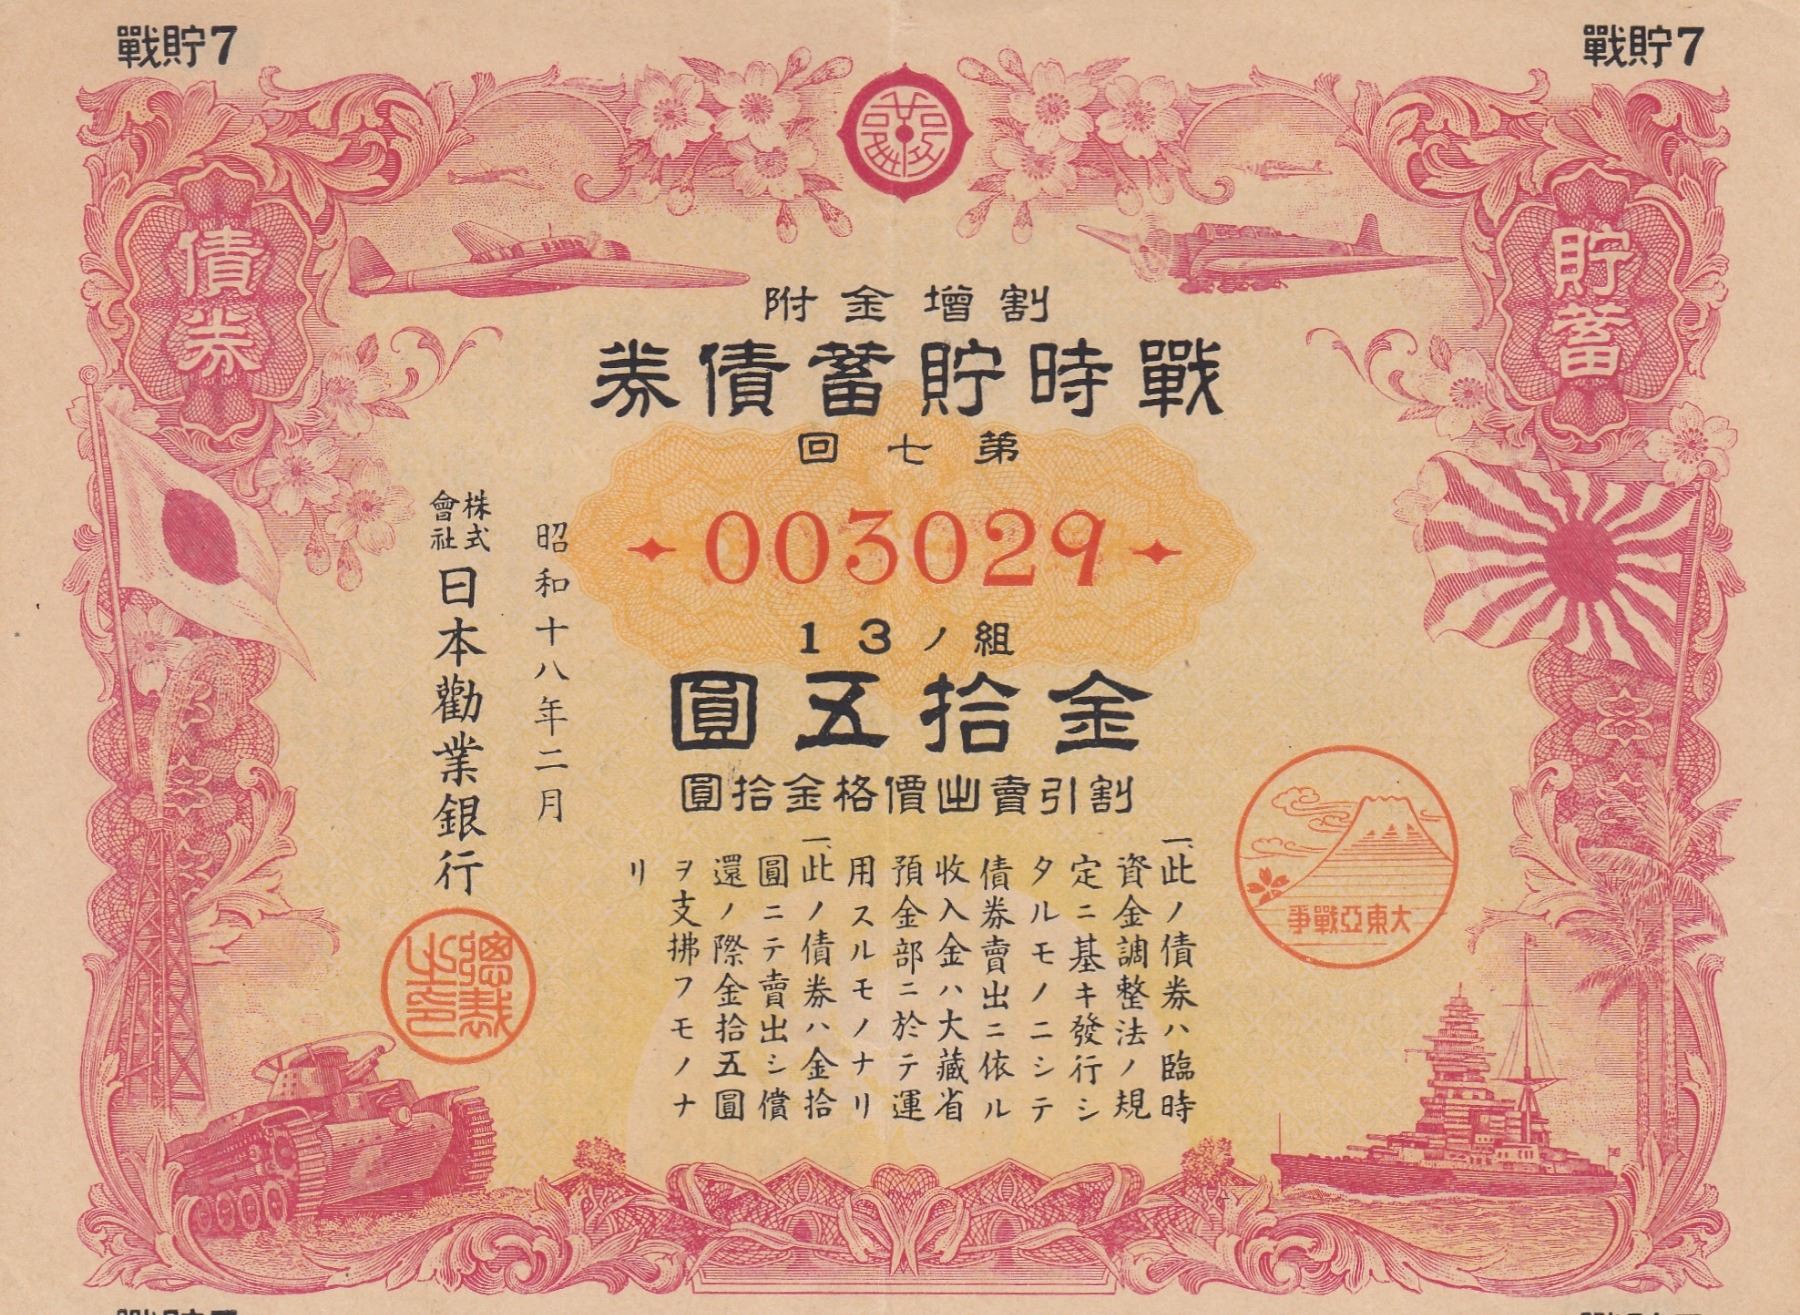 戰貯7
戰貯7
貯蓄
債券
割增金附
戰時貯蓄債券
第七回
003029
組ノ13
金拾五圓
割引賣出價格金拾圓
一、此ノ債券ハ臨時
資金調整法ノ規
定ニ基キ發行シ
タルモノニシテ
債券賣出ニ依ル
收入金ハ大藏省
預金部ニ於テ運
用スルモノナリ
一、此ノ債券ハ金拾
圓ニテ賣出シ償
還ノ際金拾五圓
ヲ支拂フモノナ
リ
昭和十八年二月
株式會社日本勸業銀行
總裁之印
大東亞戰爭